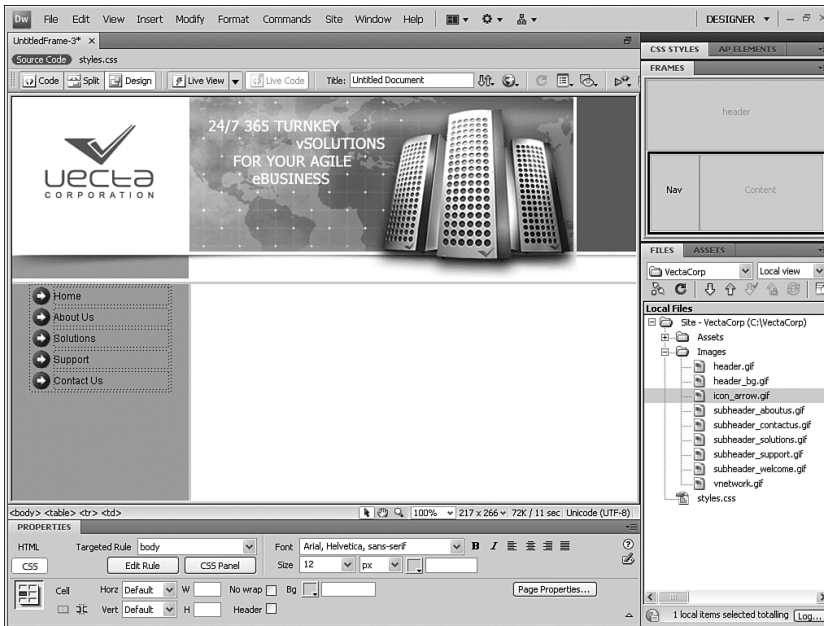 Dw File Edit View Insert Modify Format Commands Site Window Help DESIGNER
UntitledFrame-3* ×
Source Code styles.css
Code Split Design Live View Live Code Title: Untitled Document
24/7 365 TURNKEY
vSOLUTIONS
FOR YOUR AGILE
eBUSINESS
VECTA
CORPORATION
Home
About Us
Solutions
Support
Contact Us
<body> <table> <tr> <td> 100% 217 x 266 72K / 11 sec Unicode (UTF-8)
PROPERTIES
HTML Targeted Rule body Font Arial, Helvetica, sans-serif B I
CSS Edit Rule CSS Panel Size 12 px
Cell Horz Default W No wrap Bg Page Properties...
Vert Default H Header
CSS STYLES AP ELEMENTS
FRAMES
header
Nav Content
FILES ASSETS
VectaCorp Local view
Local Files
Site - VectaCorp (C:\VectaCorp)
Assets
Images
header.gif
header_bg.gif
icon_arrow.gif
subheader_aboutus.gif
subheader_contactus.gif
subheader_solutions.gif
subheader_support.gif
subheader_welcome.gif
vnetwork.gif
styles.css
1 local items selected totalling Log...